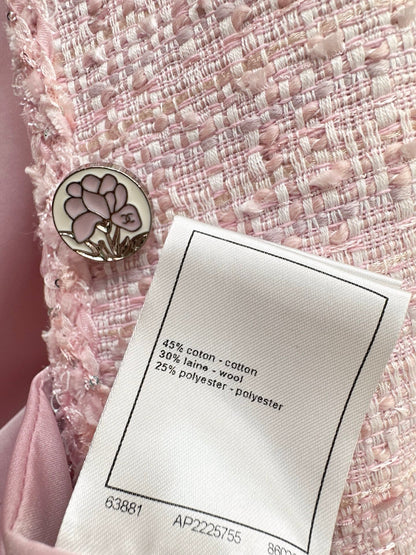 45% coton - cotton
30% laine - wool
25% polyester - polyester
63881 AP2225755